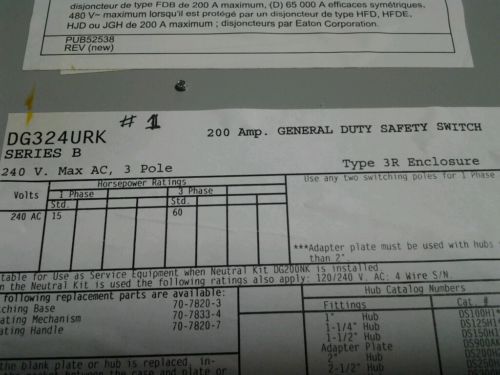 disjoncteur de type FDB de 200 A maximum, (D) 65 000 A efficaces symétriques,
480 V~ maximum lorsqu'il est protégé par un disjoncteur de type HFD, HFDE,
HJD ou JGH de 200 A maximum ; disjoncteurs par Eaton Corporation.
PUB52538
REV (new)
# 1
DG324URK
200 Amp. GENERAL DUTY SAFETY SWITCH
SERIES B
240 V. Max AC, 3 Pole
Type 3R Enclosure
Horsepower Ratings
Use any two switching poles for 1 Phase
Volts
1 Phase
3 Phase
Std.
Std.
240 AC
15
60
***Adapter plate must be used with hubs
than 2"
table for Use as Service Equipment when Neutral Kit DG200NK is installed
n the Neutral Kit is used the following ratings also apply: 120/240 V. AC: 4 Wire S/N.
following replacement parts are available:
Hub Catalog Numbers
ching Base 70-7820-3
Fittings
Cat. #
ating Mechanism 70-7833-4
1" Hub DS100H1*
ating Handle 70-7820-7
1-1/4" Hub DS125H1*
1-1/2" Hub DS150H1
Adapter Plate DS900AK
2" Hub
2-1/2" Hub
the blank plate or hub is replaced, in-